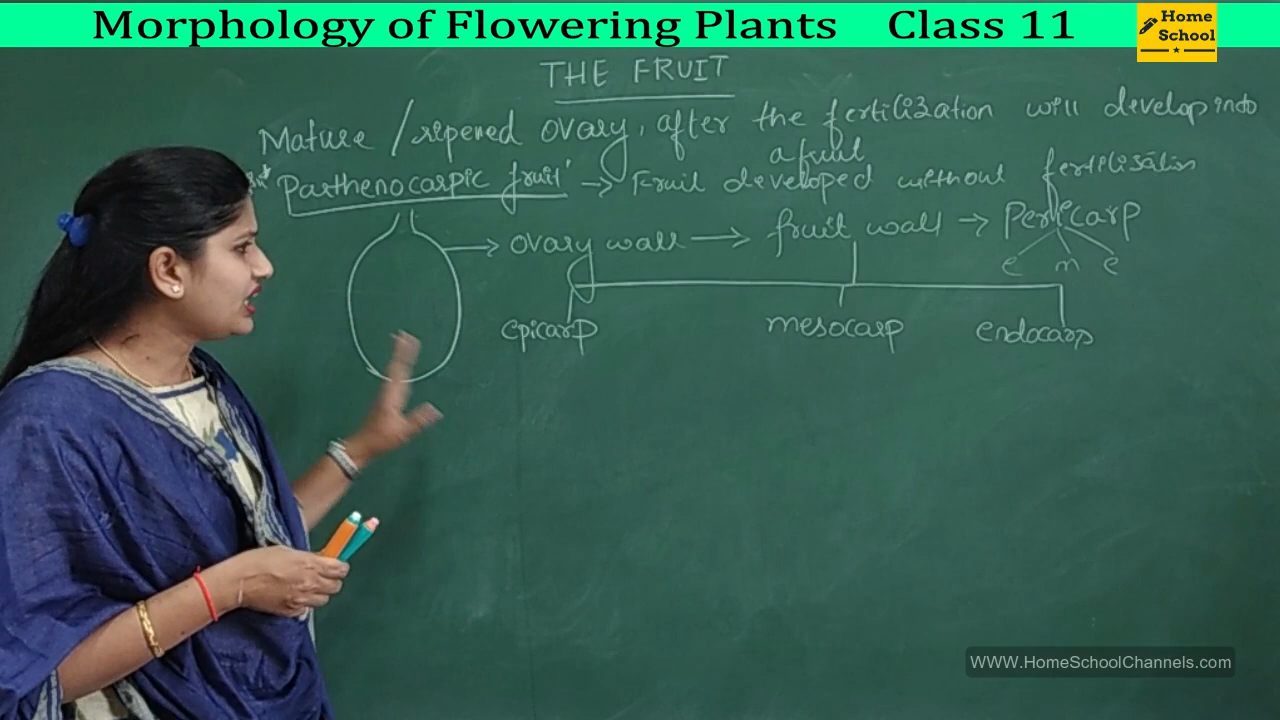 Morphology of Flowering Plants Class 11
Home
School
THE FRUIT
Mature / ripened ovary, after the fertilization will develop into
a fruit
Parthenocarpic fruit' → Fruit developed without fertilisation
ovary wall → fruit wall → Pericarp
e m e
epicarp mesocarp endocarp
WWW.HomeSchoolChannels.com